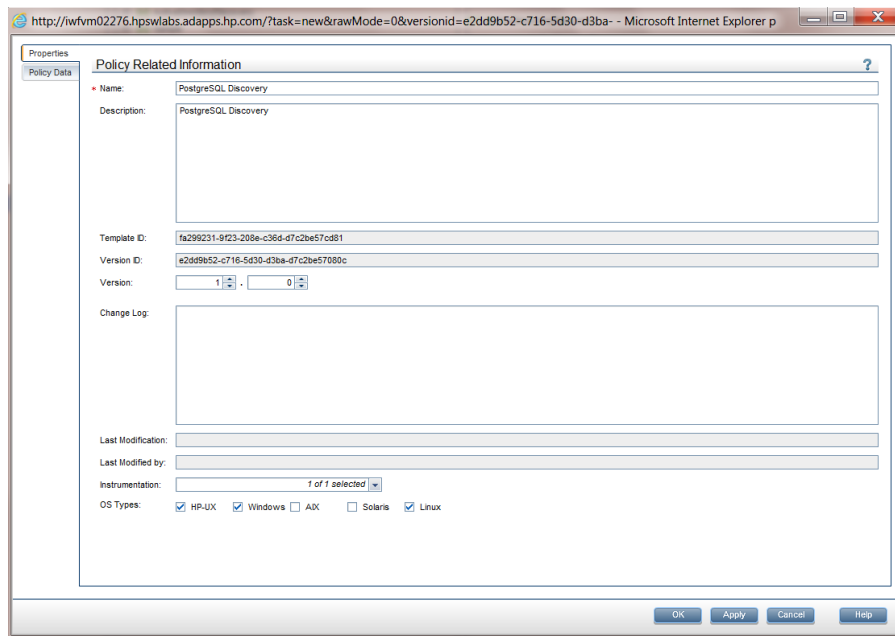 http://iwfvm02276.hpswlabs.adapps.hp.com/?task=new&rawMode=0&versionid=e2dd9b52-c716-5d30-d3ba- - Microsoft Internet Explorer p
Properties
Policy Data
Policy Related Information
?
* Name: PostgreSQL Discovery
Description: PostgreSQL Discovery
Template ID: fa299231-9f23-208e-c36d-d7c2be57cd81
Version ID: e2dd9b52-c716-5d30-d3ba-d7c2be57080c
Version: 1 . 0
Change Log:
Last Modification:
Last Modified by:
Instrumentation: 1 of 1 selected
OS Types: HP-UX Windows AIX Solaris Linux
OK Apply Cancel Help